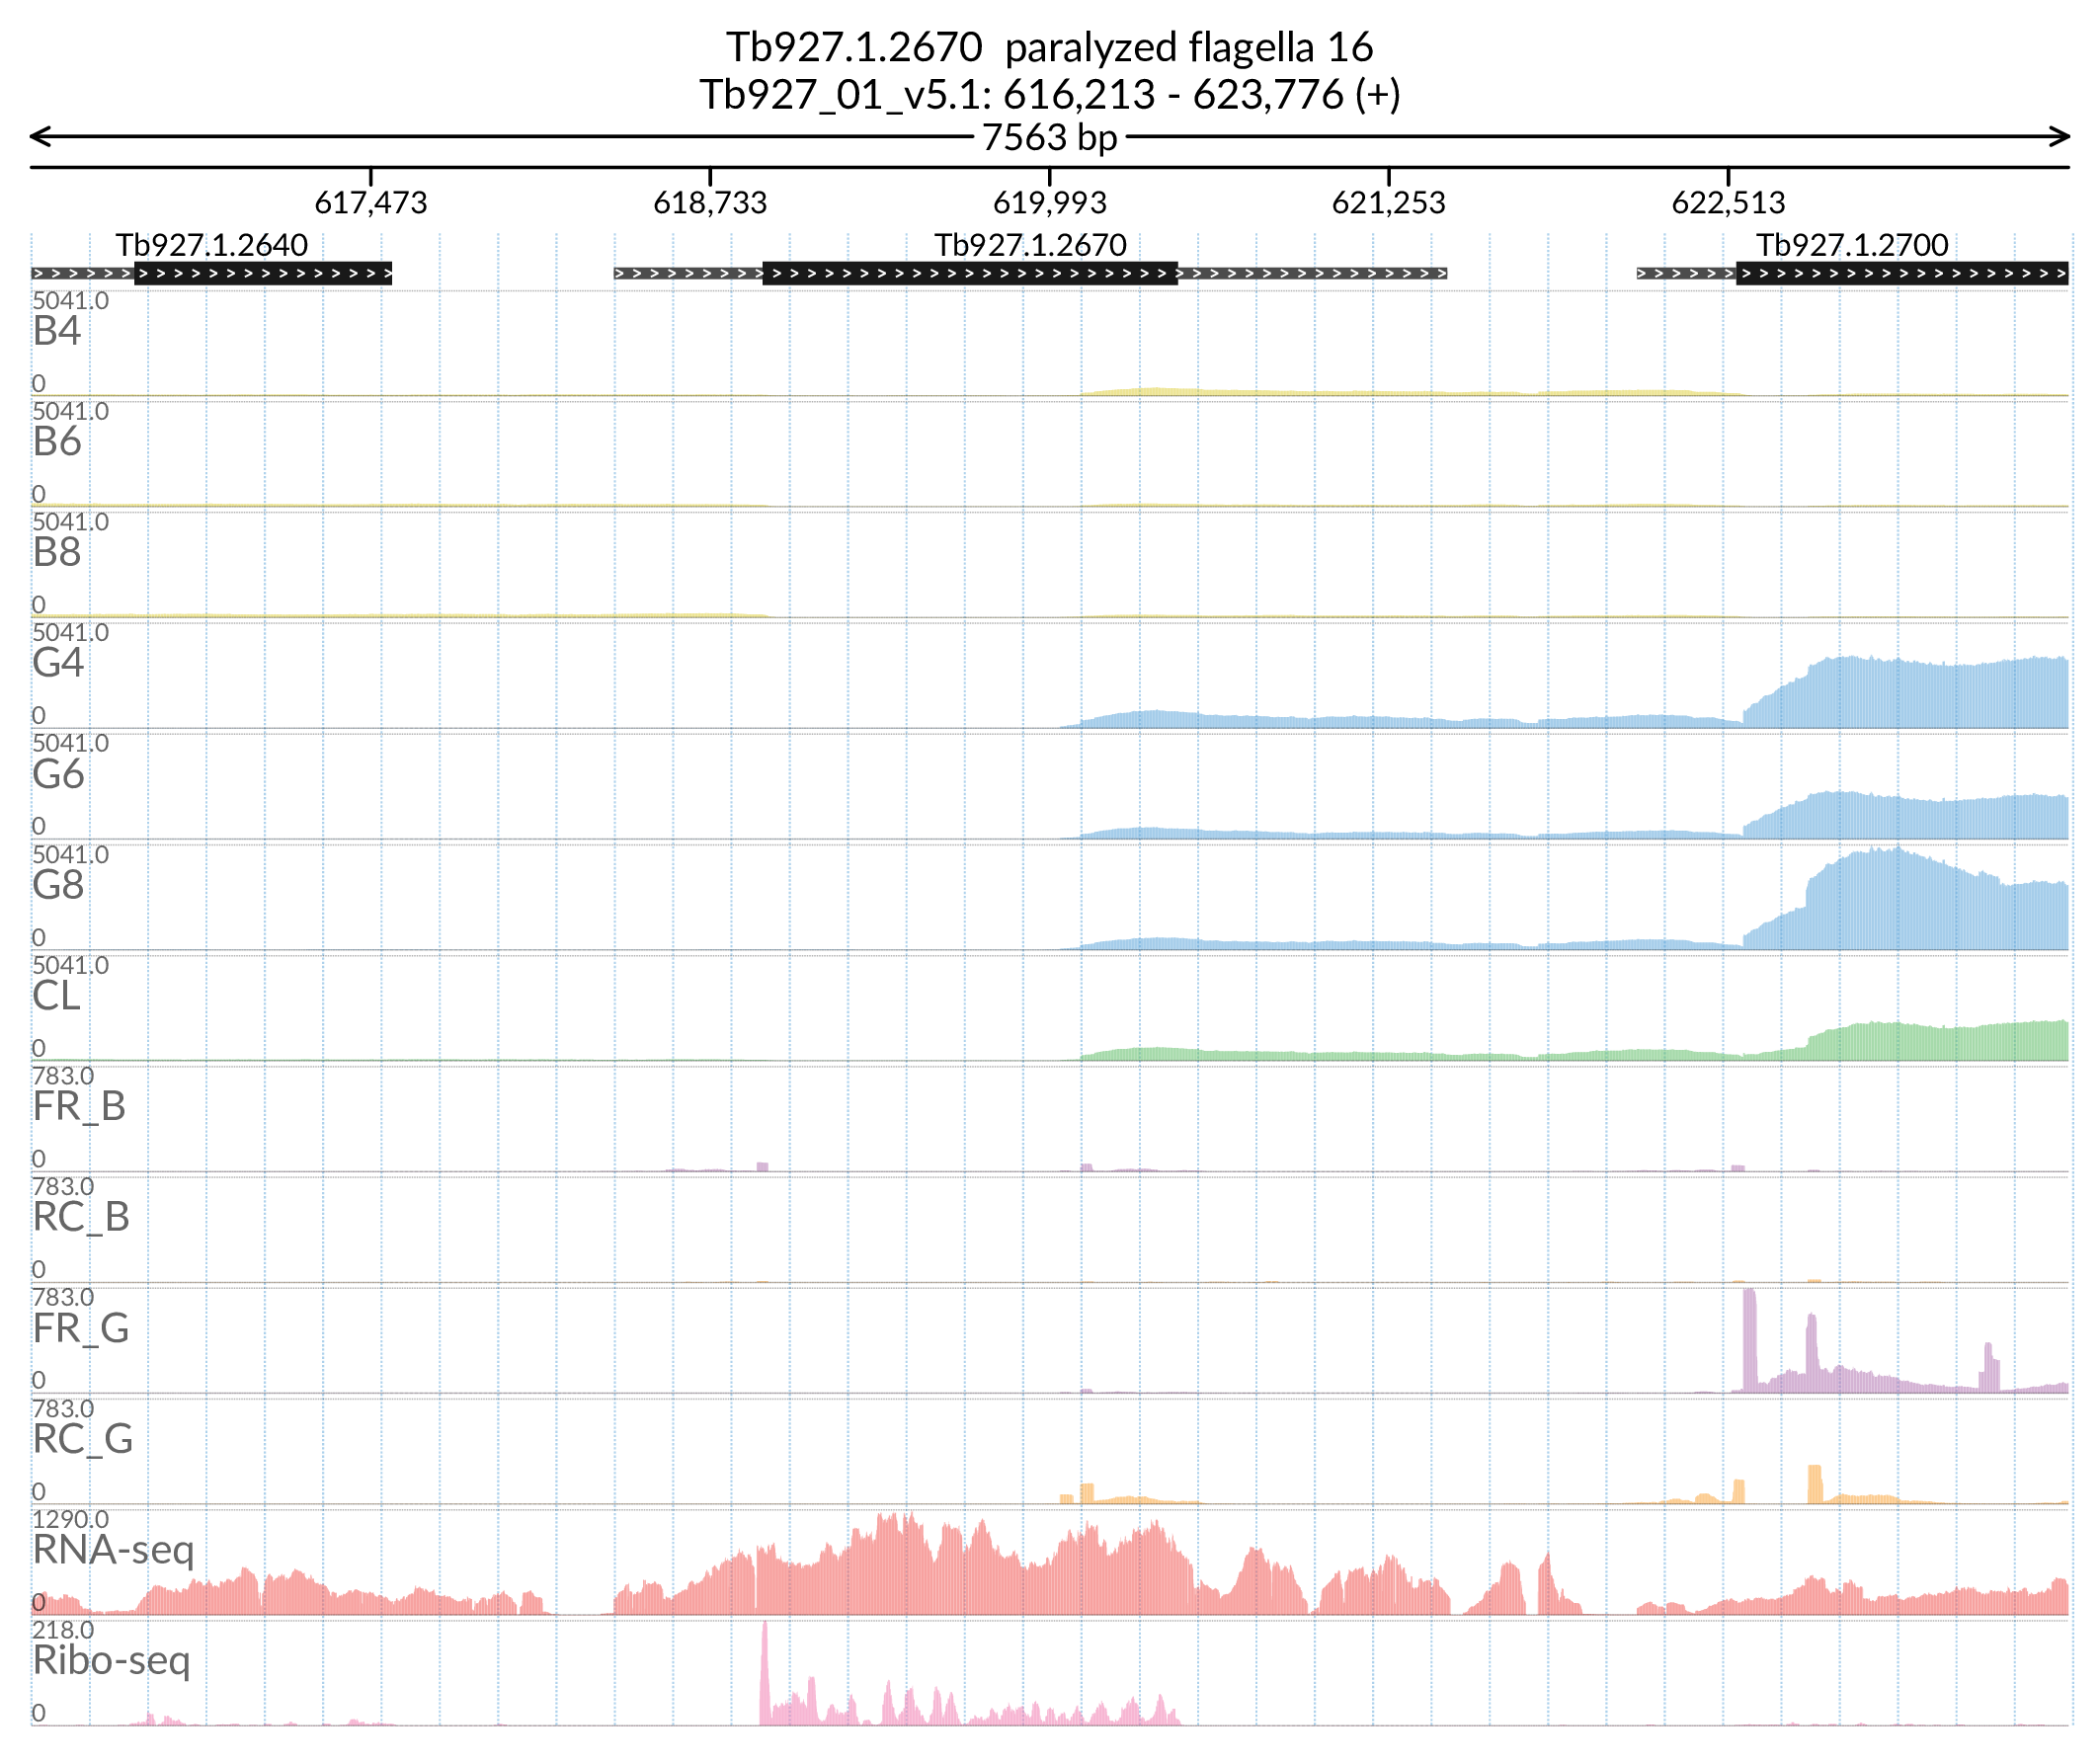 Tb927.1.2670 paralyzed flagella 16
Tb927_01_v5.1: 616,213 - 623,776 (+)
7563 bp
617,473 618,733 619,993 621,253 622,513
Tb927.1.2640 Tb927.1.2670 Tb927.1.2700
5041.0
B4
0
5041.0
B6
0
5041.0
B8
0
5041.0
G4
0
5041.0
G6
0
5041.0
G8
0
5041.0
CL
0
783.0
FR_B
0
783.0
RC_B
0
783.0
FR_G
0
783.0
RC_G
0
1290.0
RNA-seq
0
218.0
Ribo-seq
0